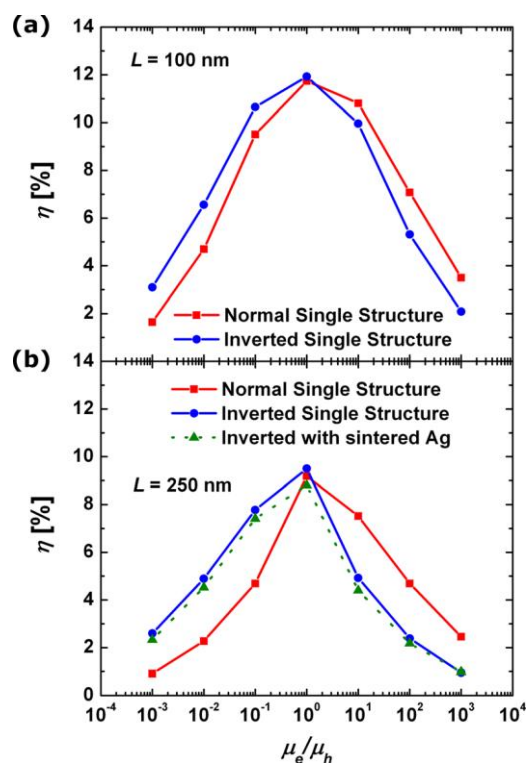 (a)
14
L = 100 nm
12
10
8
η [%]
6
4
2
Normal Single Structure
Inverted Single Structure
(b)
14
Normal Single Structure
12
Inverted Single Structure
10
Inverted with sintered Ag
L = 250 nm
8
η [%]
6
4
2
0
10⁻⁴ 10⁻³ 10⁻² 10⁻¹ 10⁰ 10¹ 10² 10³ 10⁴
μₑ/μₕ